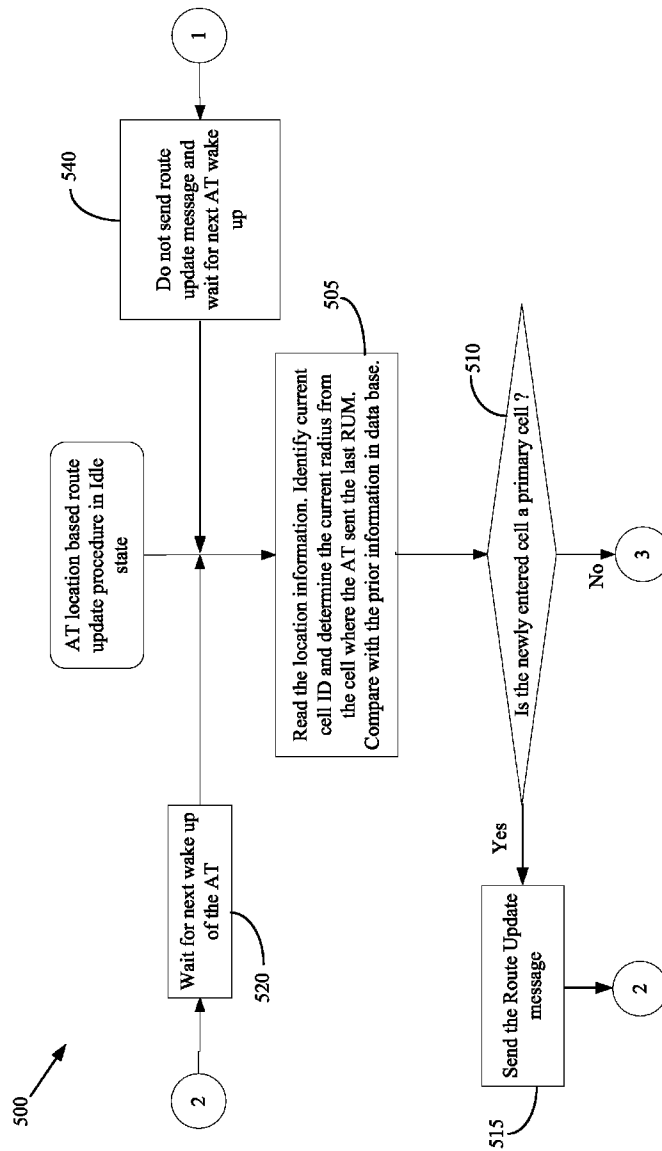 500
AT location based route
update procedure in Idle
state
2
Wait for next wake up
of the AT
520
540
Do not send route
update message and
wait for next AT wake
up
1
505
Read the location information. Identify current
cell ID and determine the current radius from
the cell where the AT sent the last RUM.
Compare with the prior information in data base.
510
Is the newly entered cell a primary cell ?
Yes
No
515
Send the Route Update
message
2
3